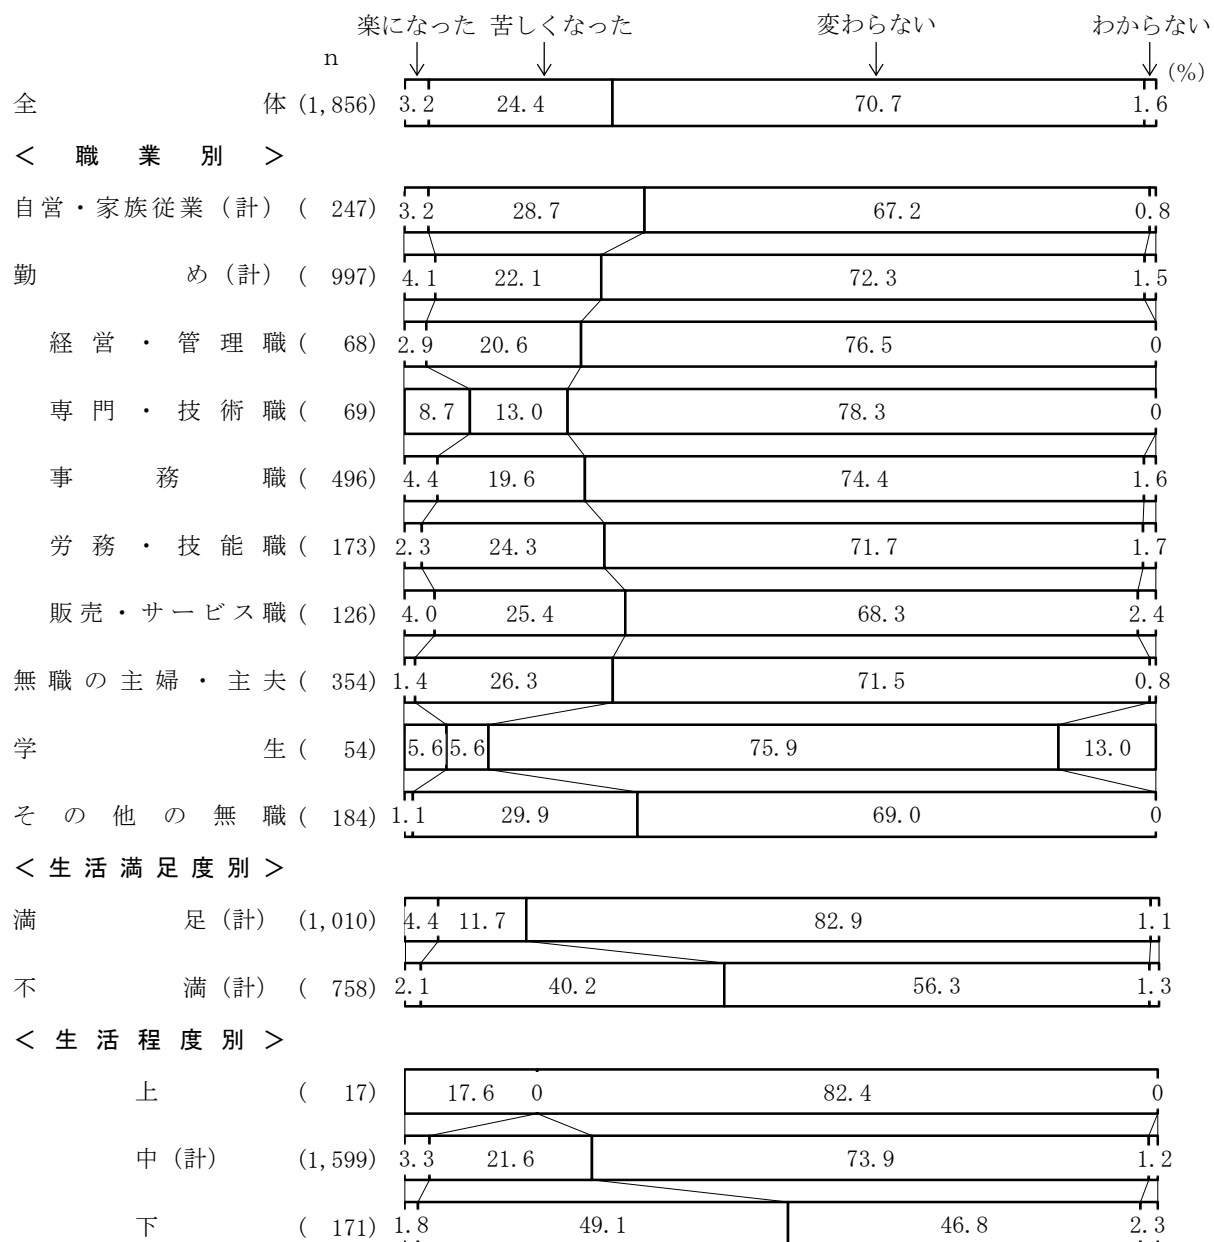 楽になった 苦しくなった 変わらない わからない
n
(%)
全体 (1,856) 3.2 24.4 70.7 1.6
< 職業別 >
自営・家族従業(計) ( 247) 3.2 28.7 67.2 0.8
勤め(計) ( 997) 4.1 22.1 72.3 1.5
経営・管理職 ( 68) 2.9 20.6 76.5 0
専門・技術職 ( 69) 8.7 13.0 78.3 0
事務職 ( 496) 4.4 19.6 74.4 1.6
労務・技能職 ( 173) 2.3 24.3 71.7 1.7
販売・サービス職 ( 126) 4.0 25.4 68.3 2.4
無職の主婦・主夫 ( 354) 1.4 26.3 71.5 0.8
学生 ( 54) 5.6 5.6 75.9 13.0
その他の無職 ( 184) 1.1 29.9 69.0 0
<生活満足度別>
満足(計) (1,010) 4.4 11.7 82.9 1.1
不満(計) ( 758) 2.1 40.2 56.3 1.3
<生活程度別>
上 ( 17) 17.6 0 82.4 0
中(計) (1,599) 3.3 21.6 73.9 1.2
下 ( 171) 1.8 49.1 46.8 2.3